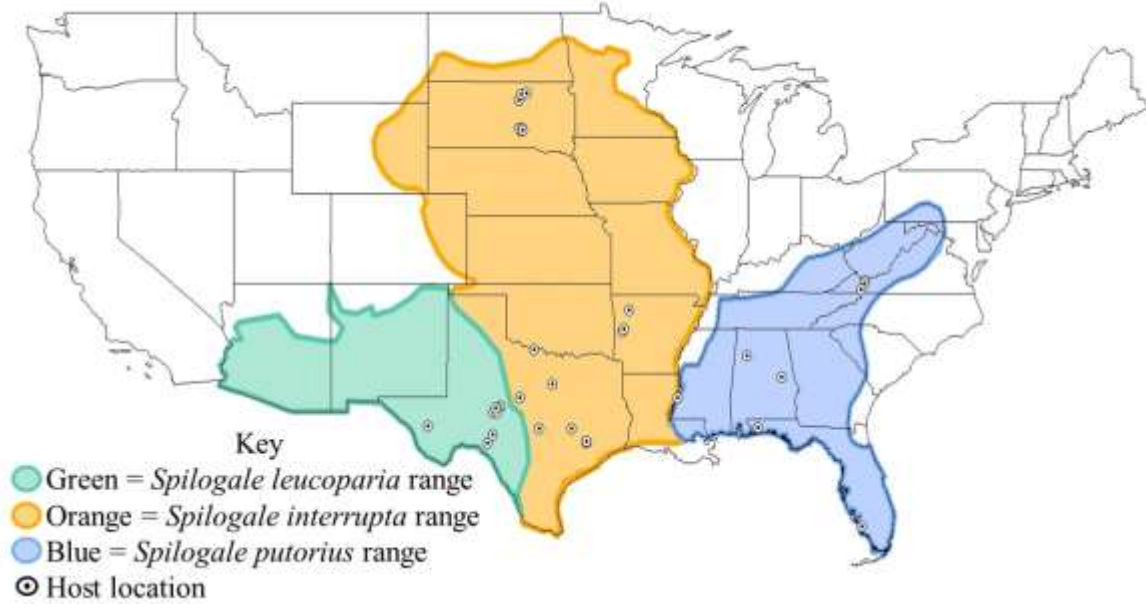 Key
Green = Spilogale leucoparia range
Orange = Spilogale interrupta range
Blue = Spilogale putorius range
Host location